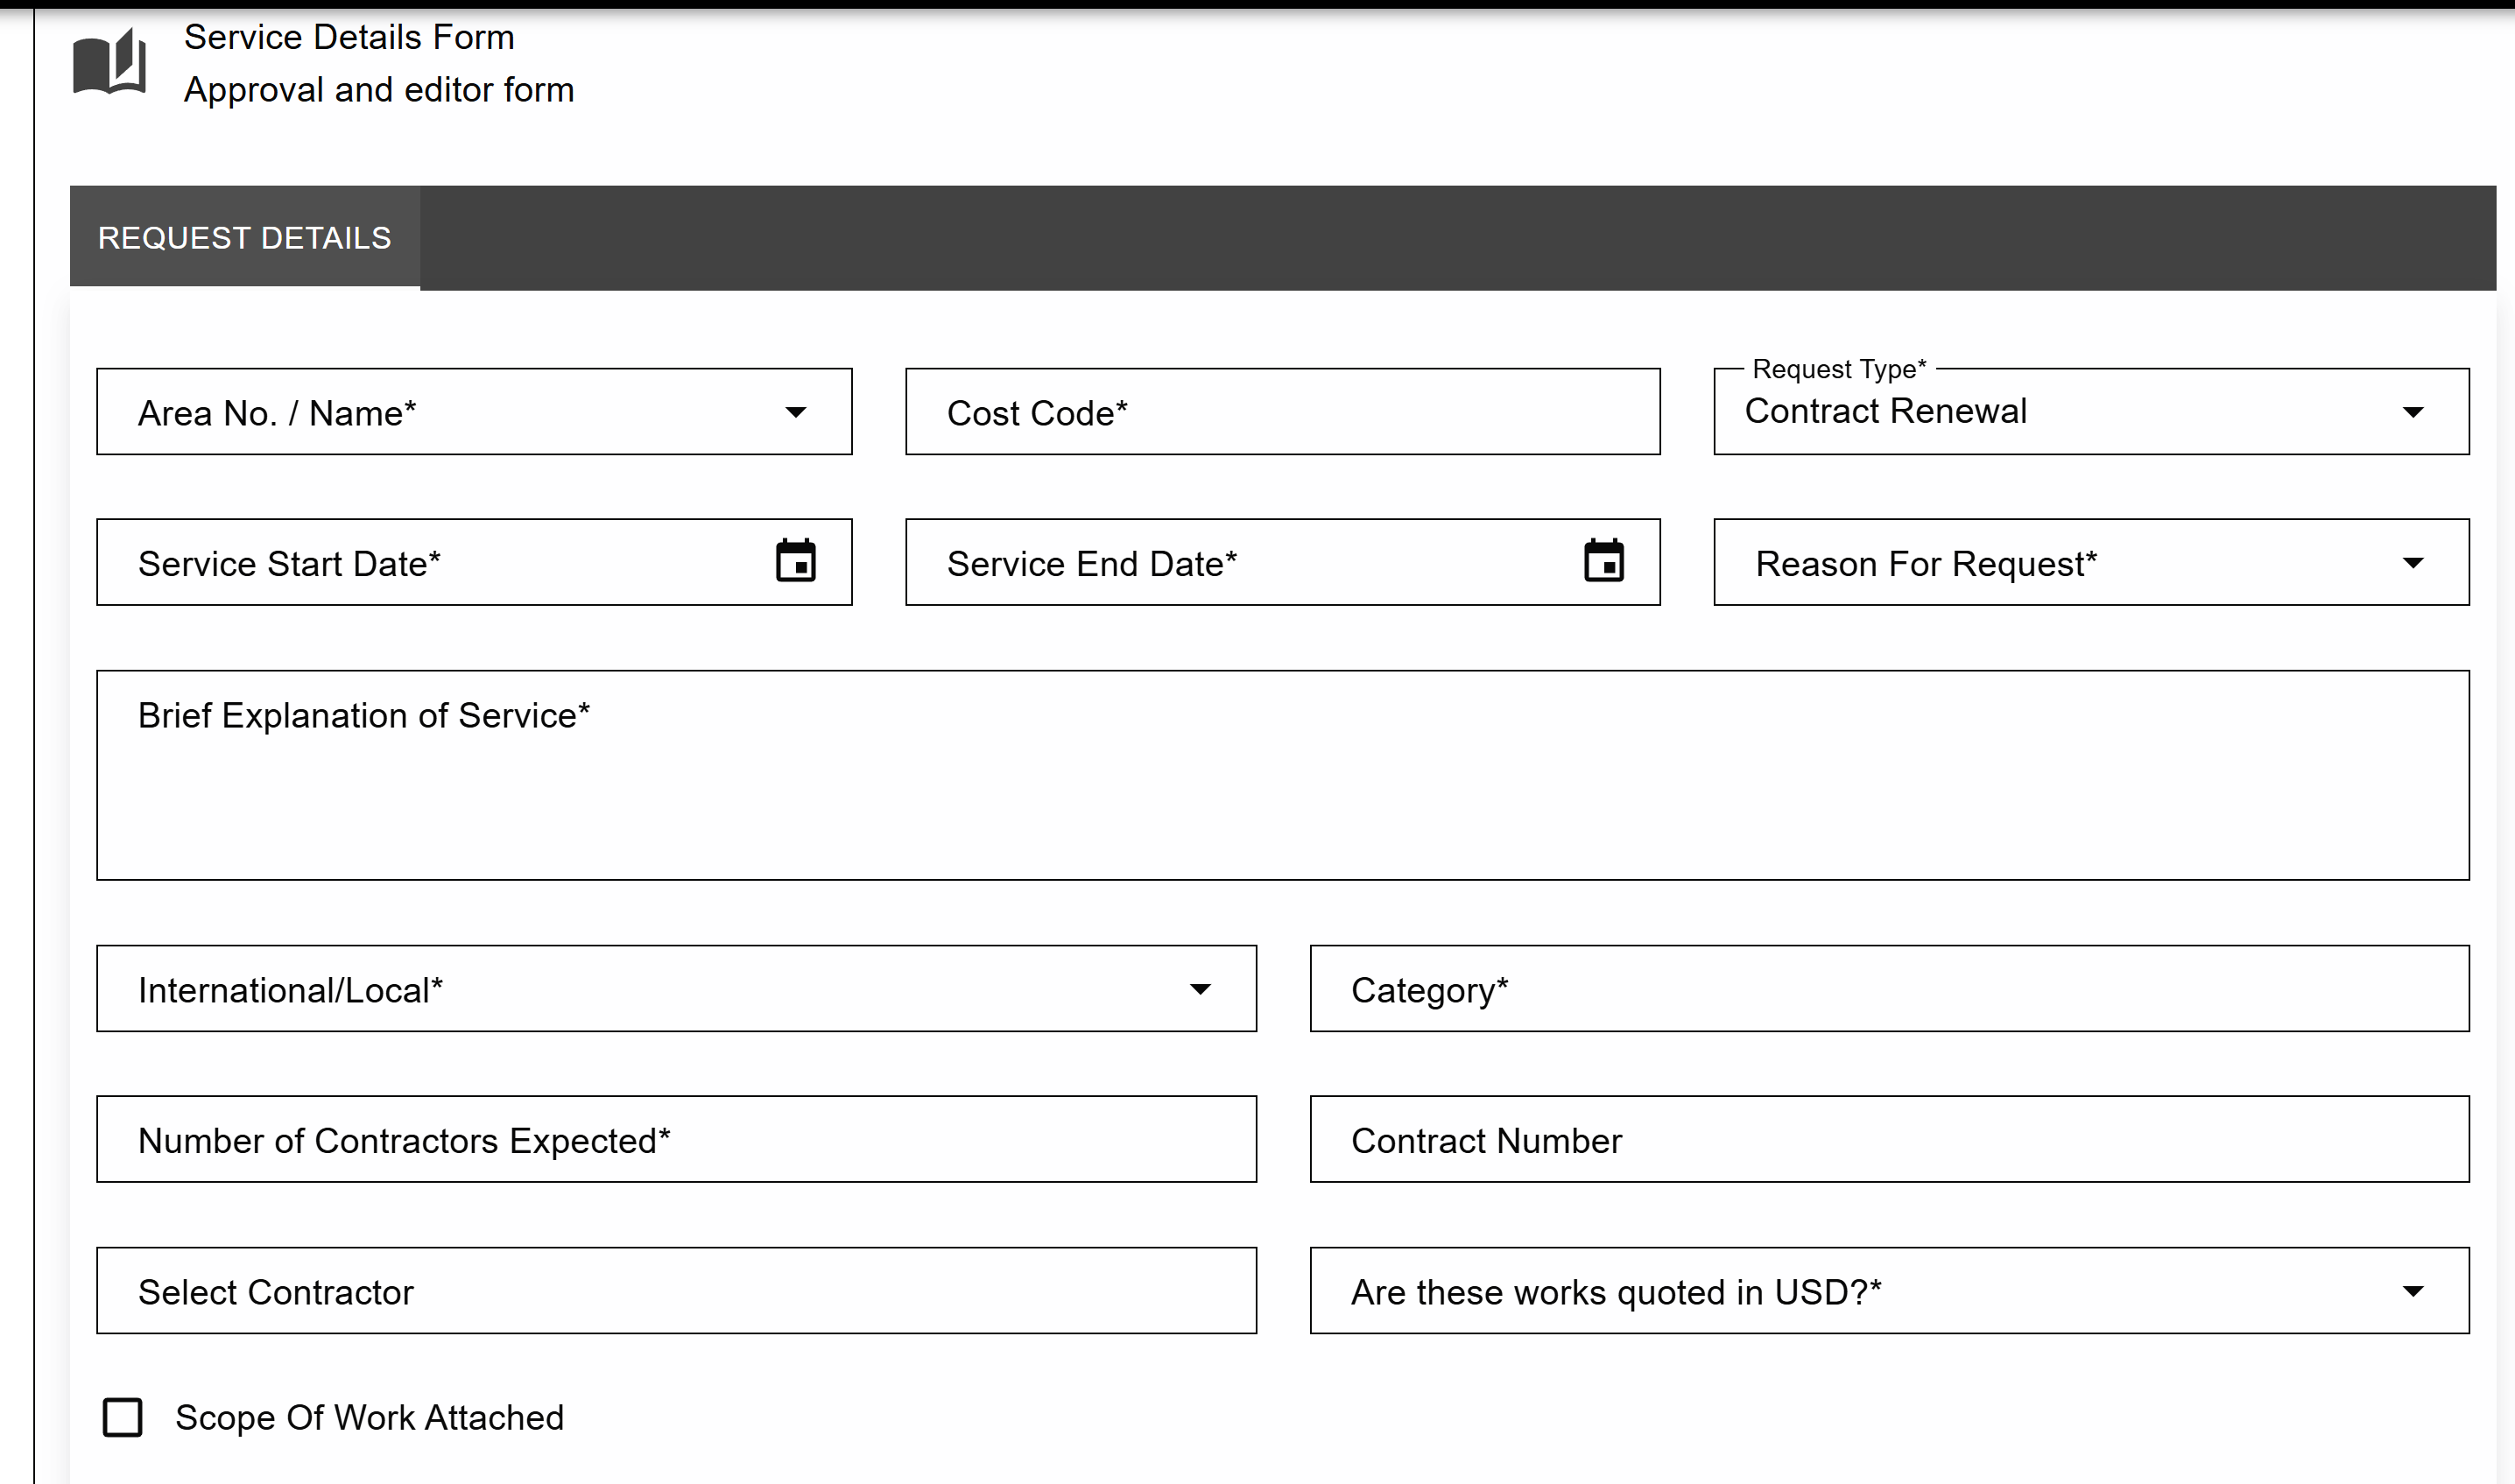 Service Details Form
Approval and editor form
REQUEST DETAILS
Area No. / Name*
Cost Code*
Request Type*
Contract Renewal
Service Start Date*
Service End Date*
Reason For Request*
Brief Explanation of Service*
International/Local*
Category*
Number of Contractors Expected*
Contract Number
Select Contractor
Are these works quoted in USD?*
Scope Of Work Attached